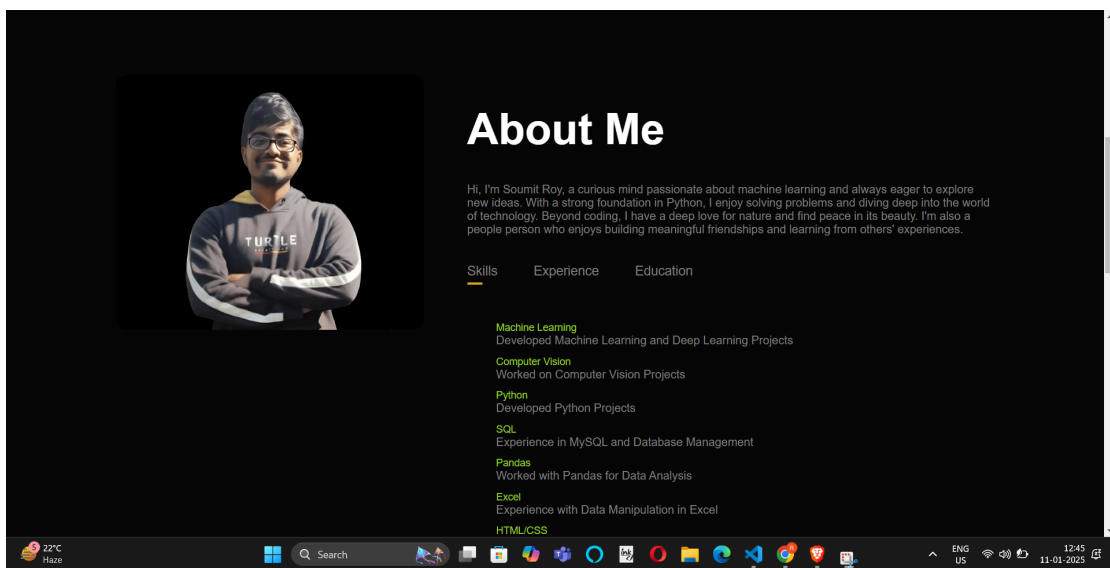 About Me
Hi, I'm Soumit Roy, a curious mind passionate about machine learning and always eager to explore
new ideas. With a strong foundation in Python, I enjoy solving problems and diving deep into the world
of technology. Beyond coding, I have a deep love for nature and find peace in its beauty. I'm also a
people person who enjoys building meaningful friendships and learning from others' experiences.
TURTLE
Skills Experience Education
Machine Learning
Developed Machine Learning and Deep Learning Projects
Computer Vision
Worked on Computer Vision Projects
Python
Developed Python Projects
SQL
Experience in MySQL and Database Management
Pandas
Worked with Pandas for Data Analysis
Excel
Experience with Data Manipulation in Excel
HTML/CSS
5
22°C
Haze
Search
ENG
US
12:45
11-01-2025